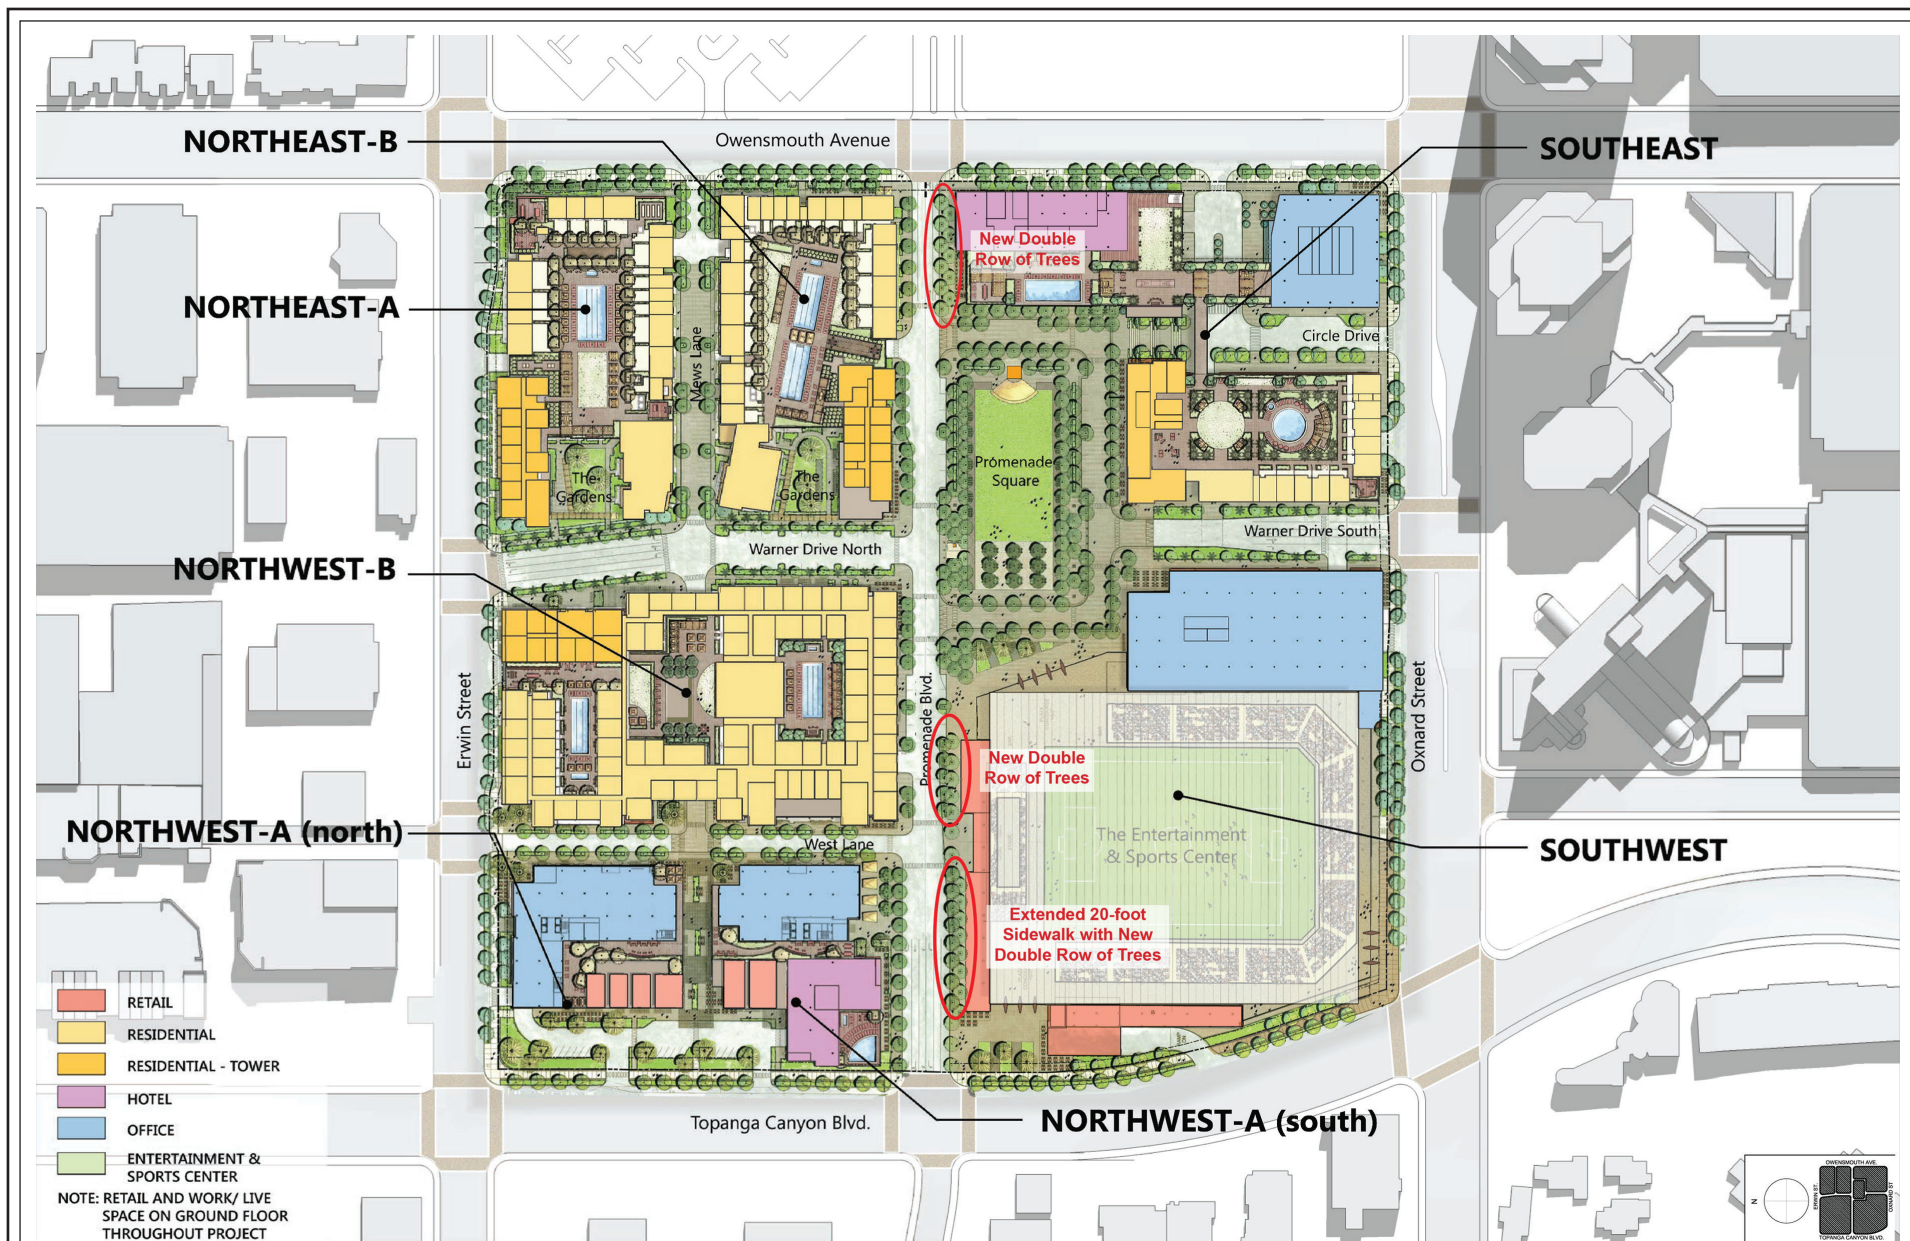 Owensmouth Avenue
NORTHEAST-B
SOUTHEAST
New Double
Row of Trees
NORTHEAST-A
Mews Lane
Circle Drive
Promenade
Square
The
Gardens
The
Gardens
Warner Drive North
Warner Drive South
NORTHWEST-B
Erwin Street
Promenade Blvd.
Oxnard Street
New Double
Row of Trees
NORTHWEST-A (north)
West Lane
The Entertainment
& Sports Center
SOUTHWEST
Extended 20-foot
Sidewalk with New
Double Row of Trees
Topanga Canyon Blvd.
NORTHWEST-A (south)
RETAIL
RESIDENTIAL
RESIDENTIAL - TOWER
HOTEL
OFFICE
ENTERTAINMENT &
SPORTS CENTER
NOTE: RETAIL AND WORK/ LIVE
SPACE ON GROUND FLOOR
THROUGHOUT PROJECT
N
OWENSMOUTH AVE.
ERWIN ST.
OXNARD ST
TOPANGA CANYON BLVD.